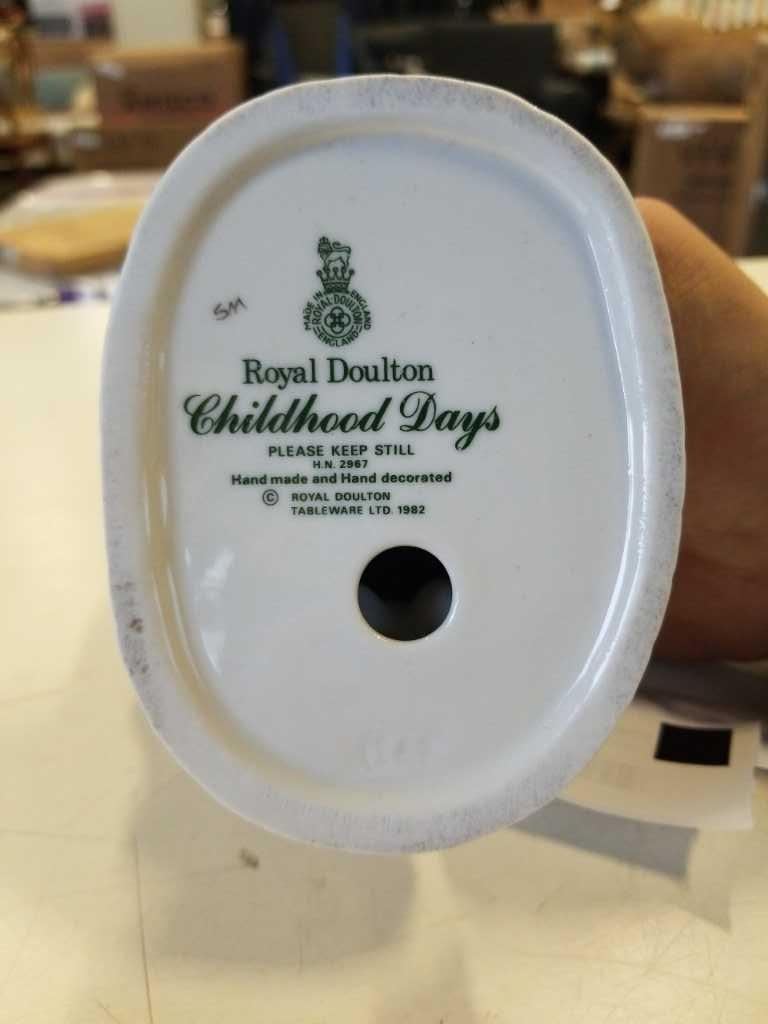 SM
MADE IN ENGLAND
ROYAL·DOULTON
ENGLAND
Royal Doulton
Childhood Days
PLEASE KEEP STILL
H.N. 2967
Hand made and Hand decorated
© ROYAL DOULTON
TABLEWARE LTD. 1982